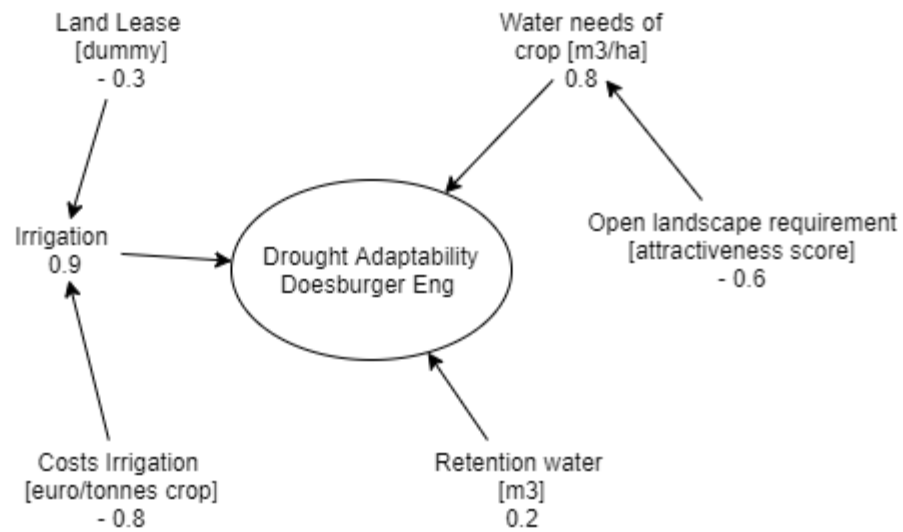 Land Lease
[dummy]
- 0.3
Water needs of
crop [m3/ha]
0.8
Irrigation
0.9
Drought Adaptability
Doesburger Eng
Open landscape requirement
[attractiveness score]
- 0.6
Costs Irrigation
[euro/tonnes crop]
- 0.8
Retention water
[m3]
0.2